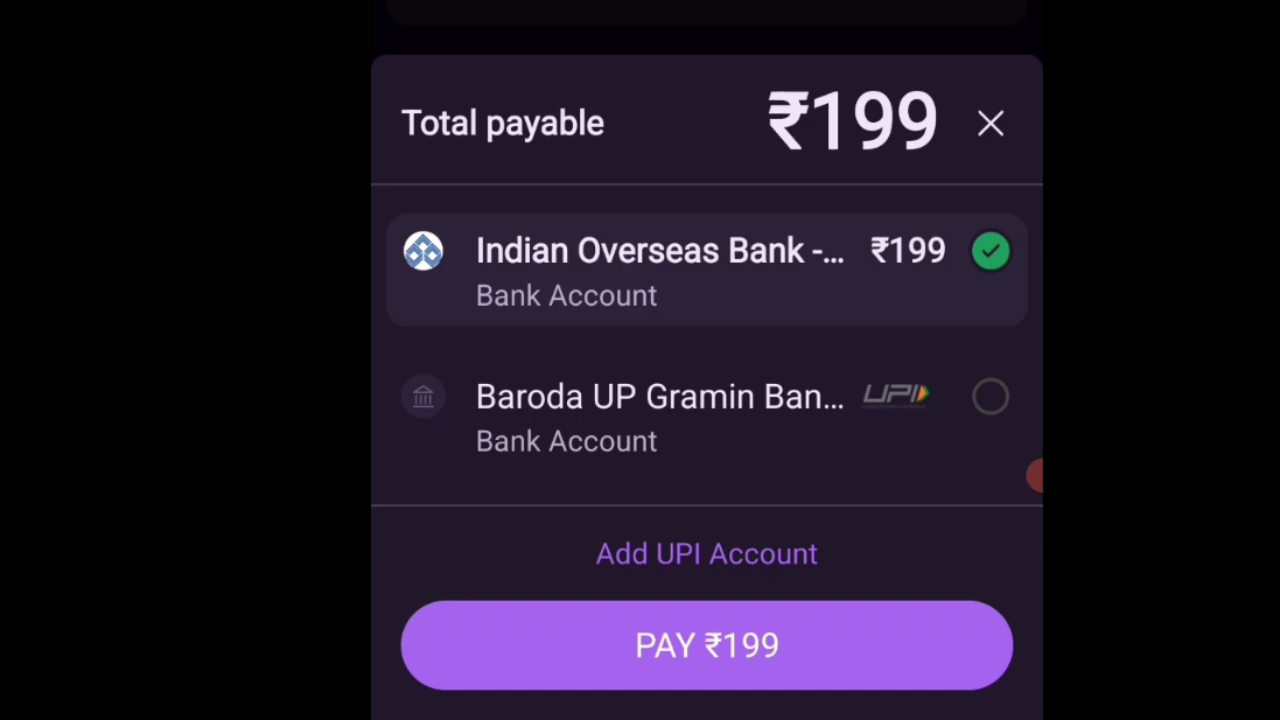 Total payable ₹199
Indian Overseas Bank -... ₹199
Bank Account
Baroda UP Gramin Ban... UPI
Bank Account
Add UPI Account
PAY ₹199